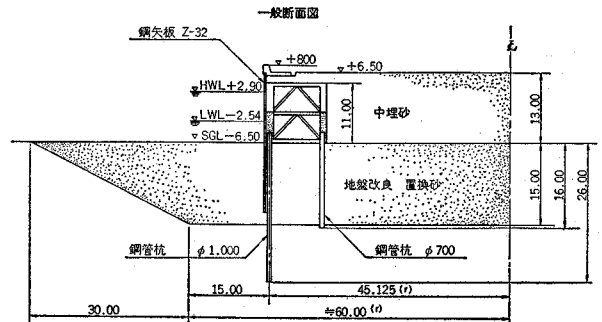 一般断面図
鋼矢板 Z-32
+800
+6.50
HWL+2.90
LWL-2.54
SGL-6.50
11.00
中埋砂
13.00
地盤改良 置換砂
15.00
16.00
26.00
鋼管杭 φ1.000
鋼管杭 φ700
15.00
45.125(r)
30.00
≒60.00(r)